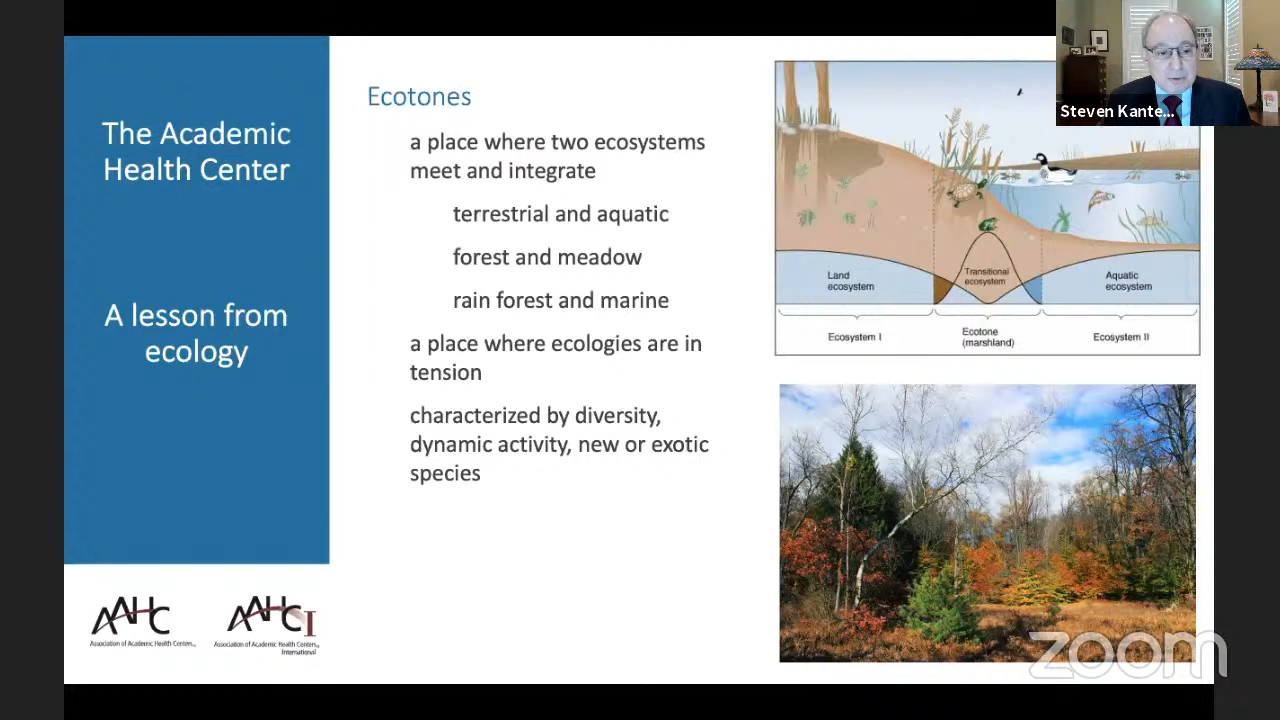 The Academic
Health Center
A lesson from
ecology
Ecotones
a place where two ecosystems
meet and integrate
terrestrial and aquatic
forest and meadow
rain forest and marine
a place where ecologies are in
tension
characterized by diversity,
dynamic activity, new or exotic
species
Land
ecosystem
Transitional
ecosystem
Aquatic
ecosystem
Ecosystem I
Ecotone
(marshland)
Ecosystem II
Steven Kante...
AAHC
Association of Academic Health Centers
AAHCI
Association of Academic Health Centers
International
zoom